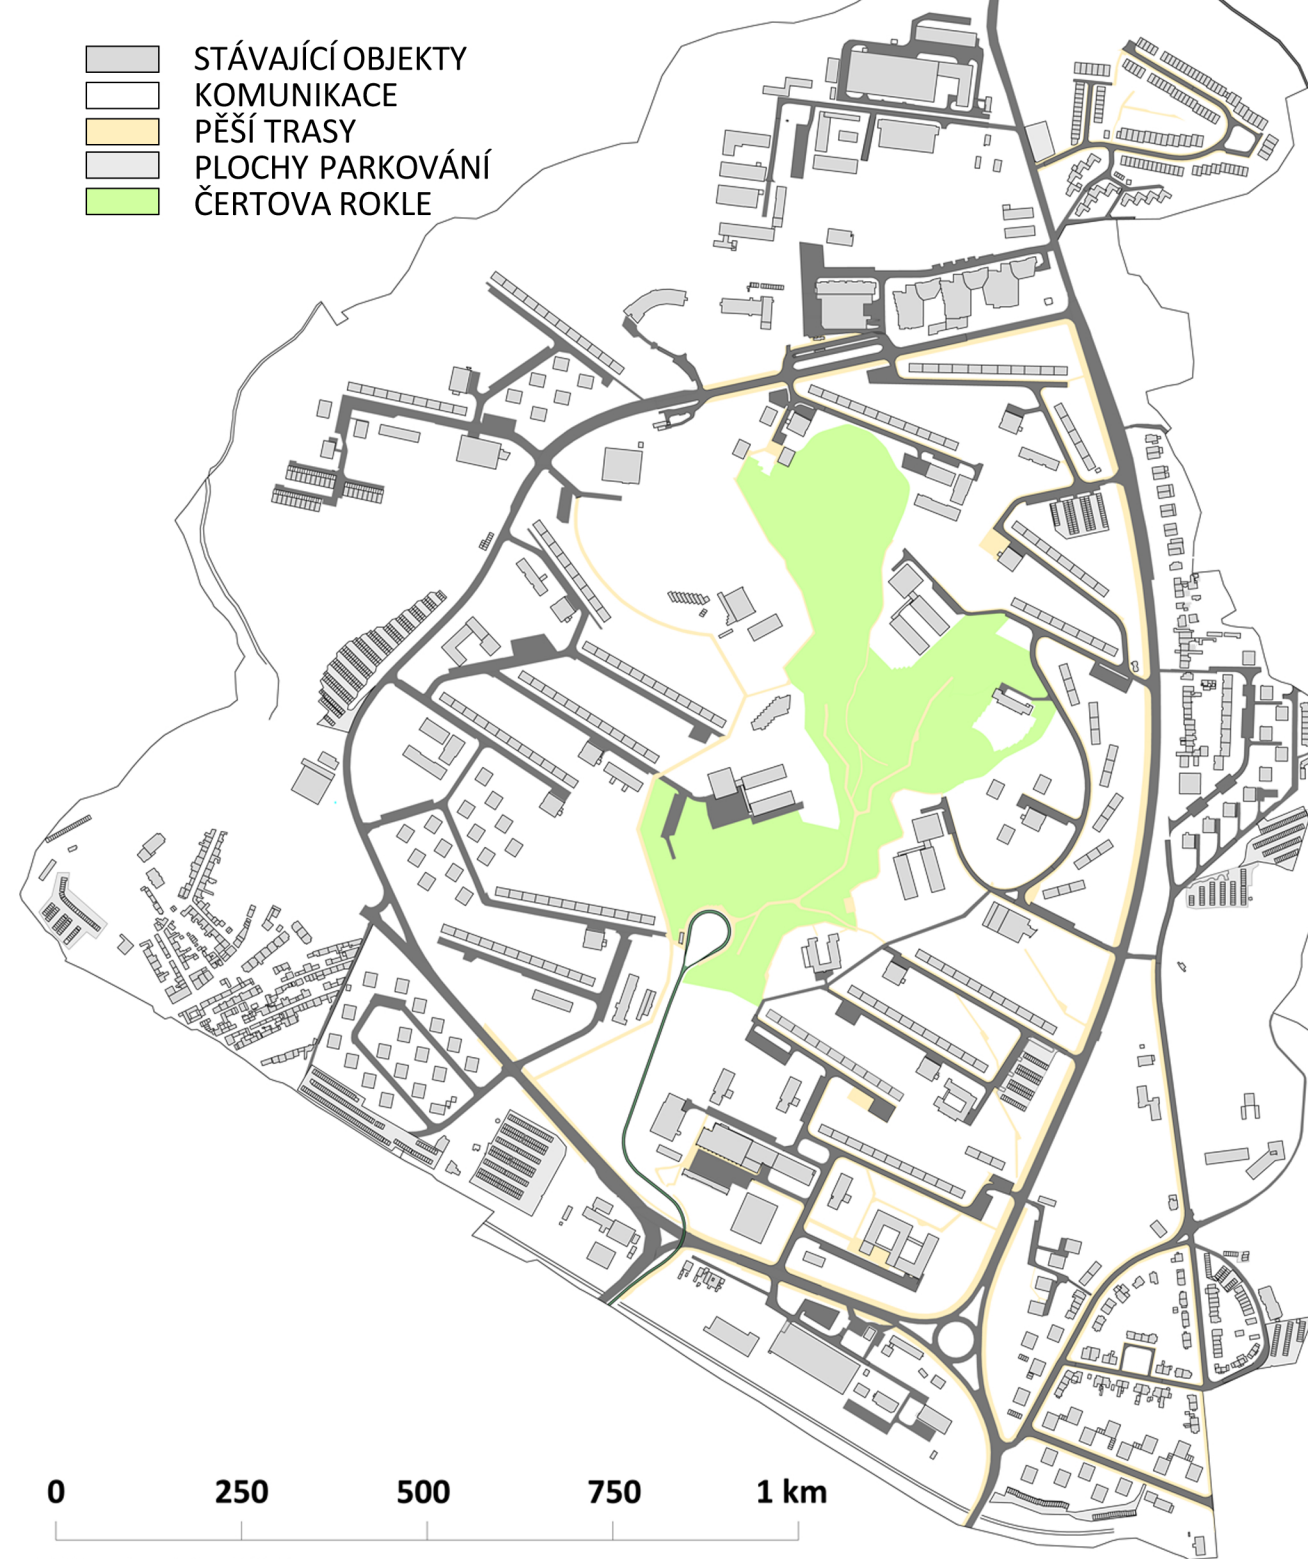 STÁVAJÍCÍ OBJEKTY
KOMUNIKACE
PĚŠÍ TRASY
PLOCHY PARKOVÁNÍ
ČERTOVA ROKLE
0 250 500 750 1 km